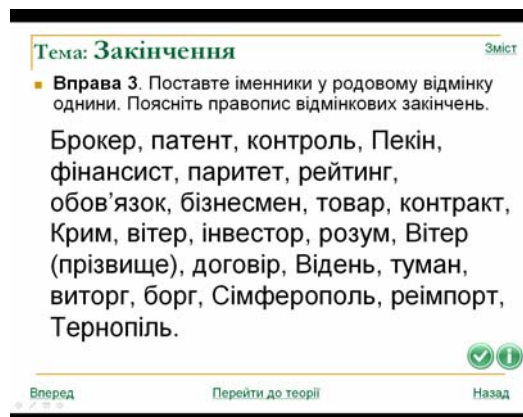 Тема: Закінчення
Зміст
Вправа 3. Поставте іменники у родовому відмінку
однини. Поясніть правопис відмінкових закінчень.
Брокер, патент, контроль, Пекін,
фінансист, паритет, рейтинг,
обов’язок, бізнесмен, товар, контракт,
Крим, вітер, інвестор, розум, Вітер
(прізвище), договір, Відень, туман,
виторг, борг, Сімферополь, реімпорт,
Тернопіль.
Вперед
Перейти до теорії
Назад